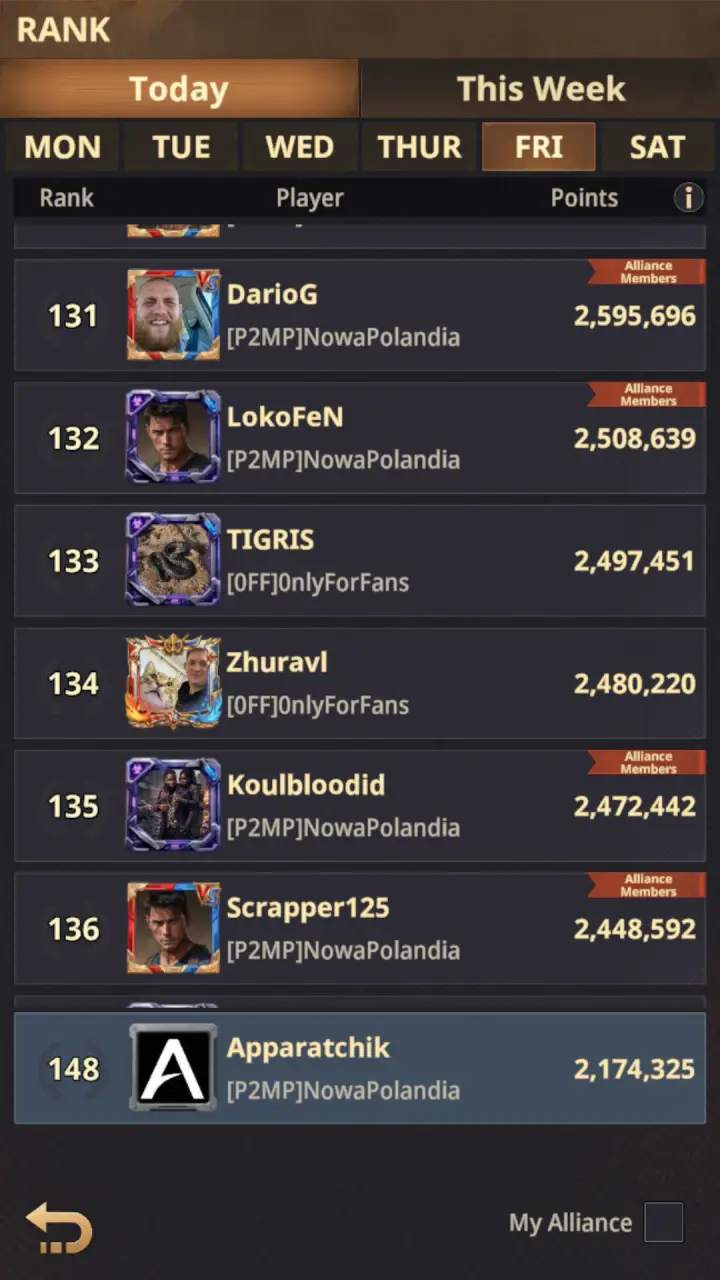 RANK
Today
This Week
MON
TUE
WED
THUR
FRI
SAT
Rank
Player
Points
131
DarioG
[P2MP]NowaPolandia
Alliance
Members
2,595,696
132
LokoFeN
[P2MP]NowaPolandia
Alliance
Members
2,508,639
133
TIGRIS
[0FF]0nlyForFans
2,497,451
134
Zhuravl
[0FF]0nlyForFans
2,480,220
135
Koulbloodid
[P2MP]NowaPolandia
Alliance
Members
2,472,442
136
Scrapper125
[P2MP]NowaPolandia
Alliance
Members
2,448,592
148
Apparatchik
[P2MP]NowaPolandia
2,174,325
My Alliance